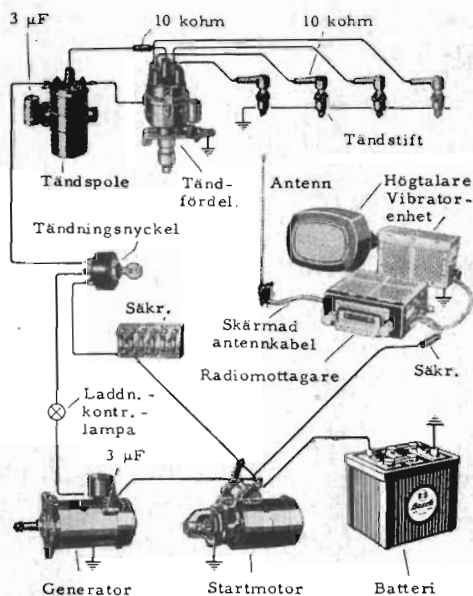 3 µF
10 kohm
10 kohm
Tändspole
Tänd-
fördel.
Tändstift
Antenn
Högtalare
Vibrator-
enhet
Tändningsnyckel
Säkr.
Skärmad
antennkabel
Radiomottagare
Säkr.
Laddn.-
kontr.-
lampa
3 µF
Bosch
Generator
Startmotor
Batteri